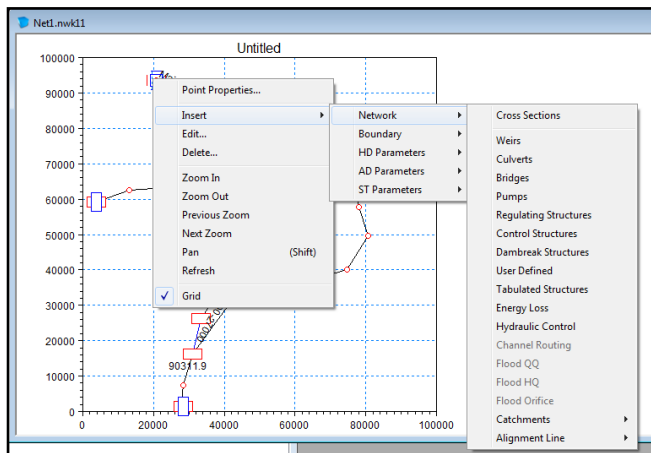 Net1.nwk11
Untitled
100000
90000
80000
70000
60000
50000
40000
30000
20000
10000
0
0
20000
40000
60000
80000
100000
90311.9
Point Properties...
Insert
Edit...
Delete...
Zoom In
Zoom Out
Previous Zoom
Next Zoom
Pan (Shift)
Refresh
Grid
Network
Boundary
HD Parameters
AD Parameters
ST Parameters
Cross Sections
Weirs
Culverts
Bridges
Pumps
Regulating Structures
Control Structures
Dambreak Structures
User Defined
Tabulated Structures
Energy Loss
Hydraulic Control
Channel Routing
Flood QQ
Flood HQ
Flood Orifice
Catchments
Alignment Line